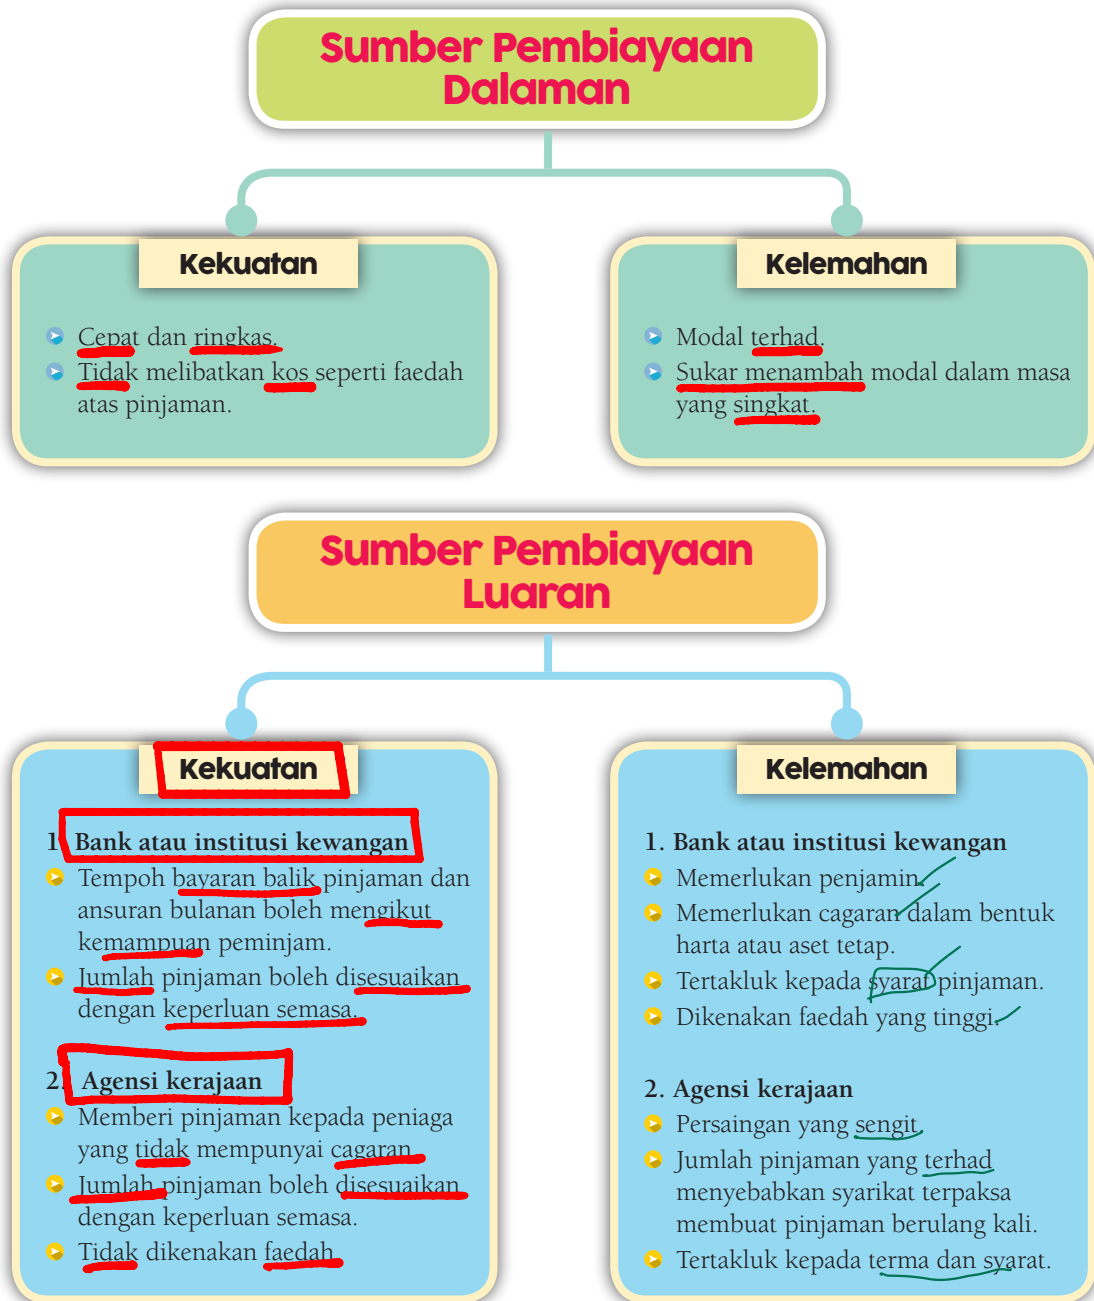 Sumber Pembiayaan
Dalaman
Kekuatan
Cepat dan ringkas.
Tidak melibatkan kos seperti faedah
atas pinjaman.
Kelemahan
Modal terhad.
Sukar menambah modal dalam masa
yang singkat.
Sumber Pembiayaan
Luaran
Kekuatan
1. Bank atau institusi kewangan
Tempoh bayaran balik pinjaman dan
ansuran bulanan boleh mengikut
kemampuan peminjam.
Jumlah pinjaman boleh disesuaikan
dengan keperluan semasa.
2. Agensi kerajaan
Memberi pinjaman kepada peniaga
yang tidak mempunyai cagaran.
Jumlah pinjaman boleh disesuaikan
dengan keperluan semasa.
Tidak dikenakan faedah.
Kelemahan
1. Bank atau institusi kewangan
Memerlukan penjamin.
Memerlukan cagaran dalam bentuk
harta atau aset tetap.
Tertakluk kepada syarat pinjaman.
Dikenakan faedah yang tinggi.
2. Agensi kerajaan
Persaingan yang sengit.
Jumlah pinjaman yang terhad
menyebabkan syarikat terpaksa
membuat pinjaman berulang kali.
Tertakluk kepada terma dan syarat.